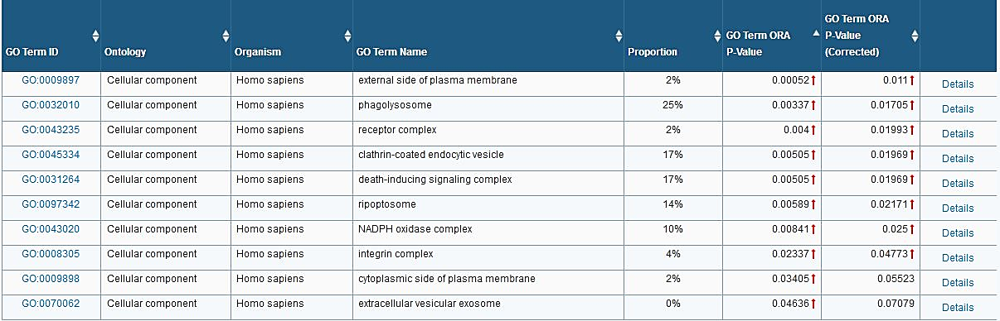 GO Term ID Ontology Organism GO Term Name Proportion GO Term ORA P-Value GO Term ORA P-Value (Corrected)
GO:0009897 Cellular component Homo sapiens external side of plasma membrane 2% 0.00052↑ 0.011↑ Details
GO:0032010 Cellular component Homo sapiens phagolysosome 25% 0.00337↑ 0.01705↑ Details
GO:0043235 Cellular component Homo sapiens receptor complex 2% 0.004↑ 0.01993↑ Details
GO:0045334 Cellular component Homo sapiens clathrin-coated endocytic vesicle 17% 0.00505↑ 0.01969↑ Details
GO:0031264 Cellular component Homo sapiens death-inducing signaling complex 17% 0.00505↑ 0.01969↑ Details
GO:0097342 Cellular component Homo sapiens ripoptosome 14% 0.00589↑ 0.02171↑ Details
GO:0043020 Cellular component Homo sapiens NADPH oxidase complex 10% 0.00841↑ 0.025↑ Details
GO:0008305 Cellular component Homo sapiens integrin complex 4% 0.02337↑ 0.04773↑ Details
GO:0009898 Cellular component Homo sapiens cytoplasmic side of plasma membrane 2% 0.03405↑ 0.05523 Details
GO:0070062 Cellular component Homo sapiens extracellular vesicular exosome 0% 0.04636↑ 0.07079 Details